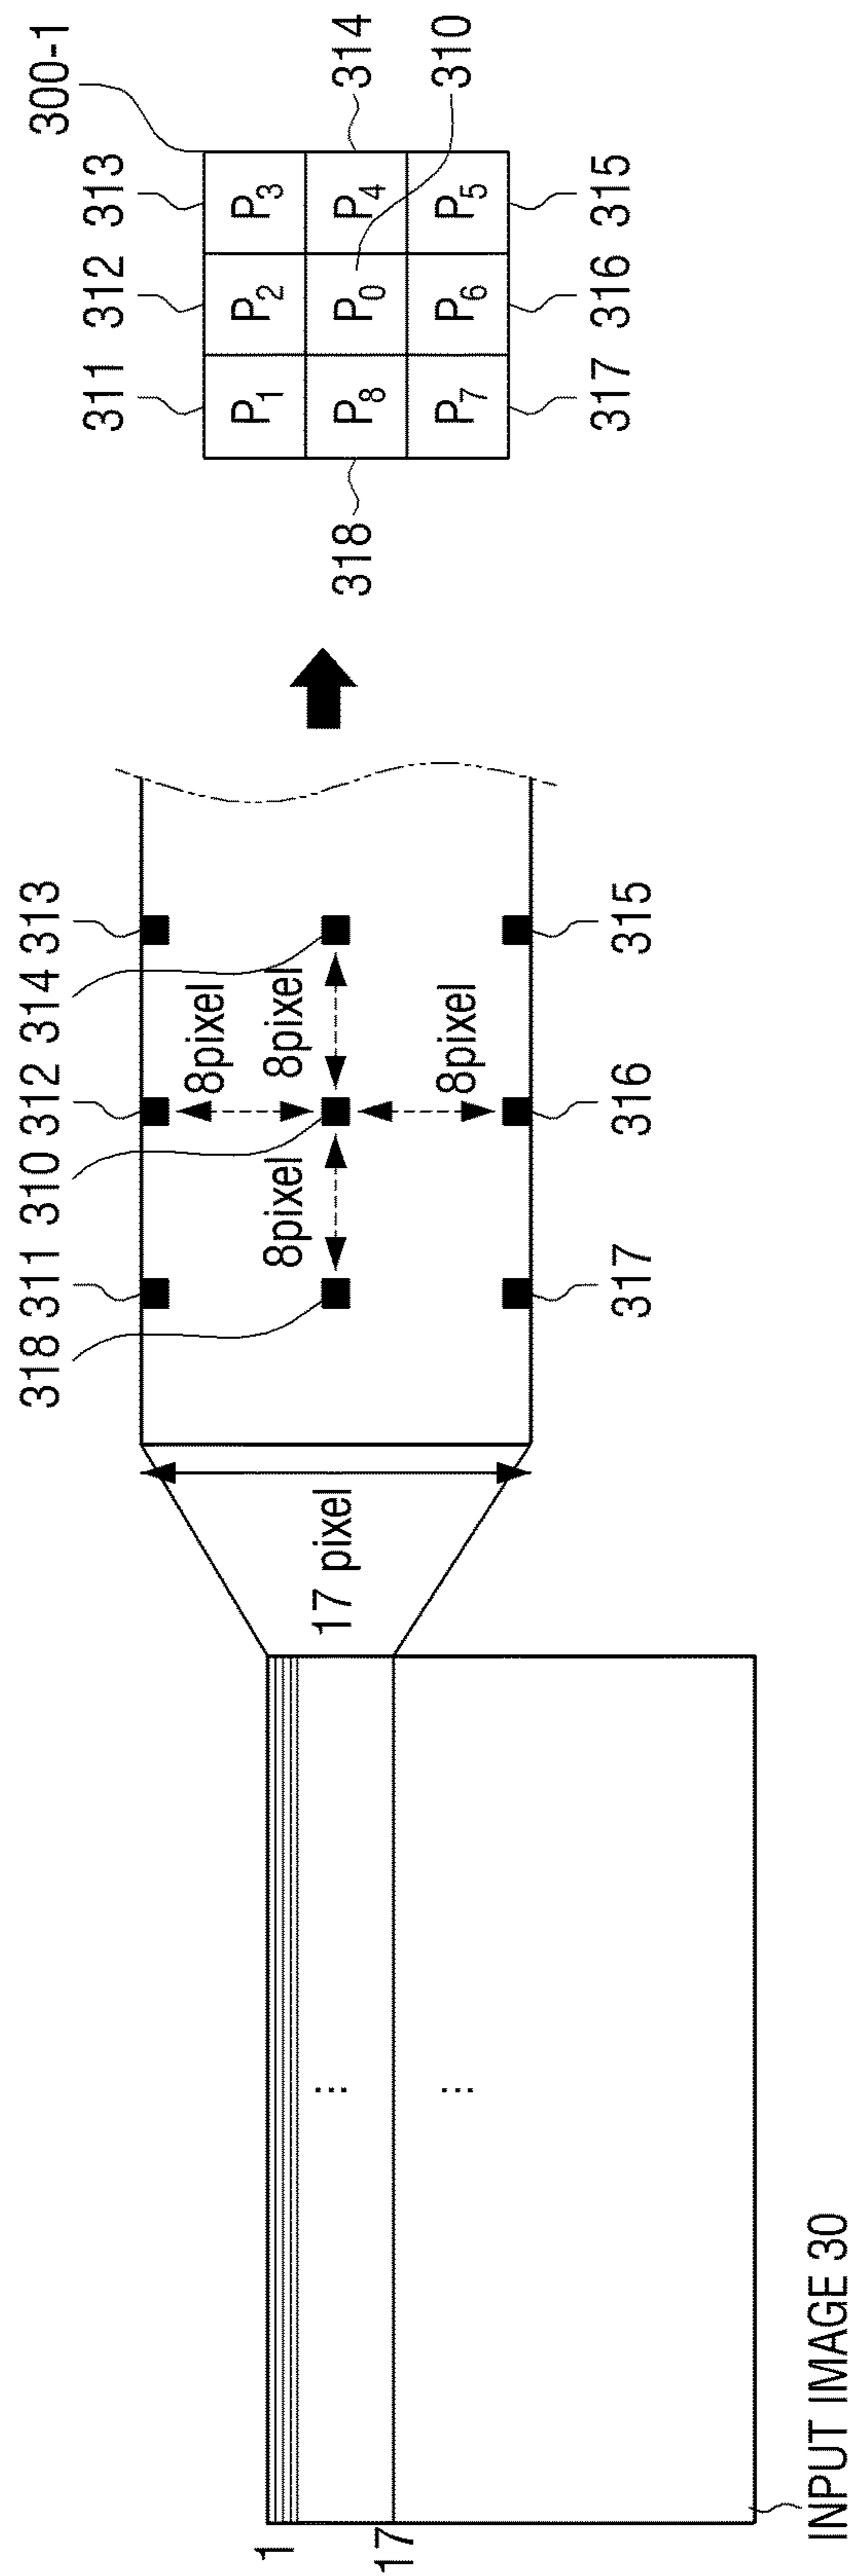 1
17
INPUT IMAGE 30
⋮
⋮
17 pixel
318 311 310 312 314 313
8pixel
8pixel
8pixel
8pixel
317 316 315
300-1
311 312 313
P₁ P₂ P₃
318 P₈ P₀ P₄ 314
P₇ P₆ P₅ 310
317 316 315